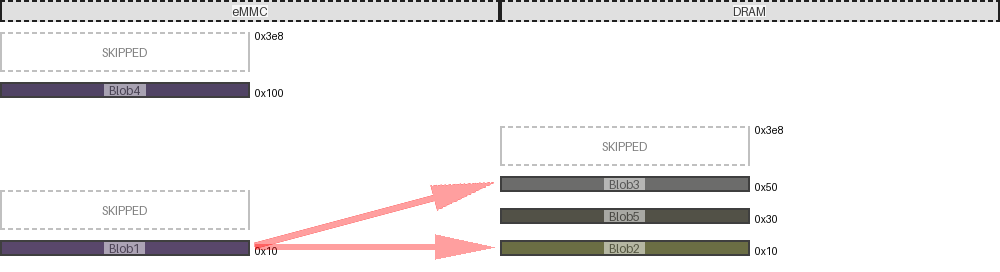 eMMC
DRAM
0x3e8
SKIPPED
Blob4
0x100
SKIPPED
Blob1
0x10
0x3e8
SKIPPED
Blob3
0x50
Blob5
0x30
Blob2
0x10